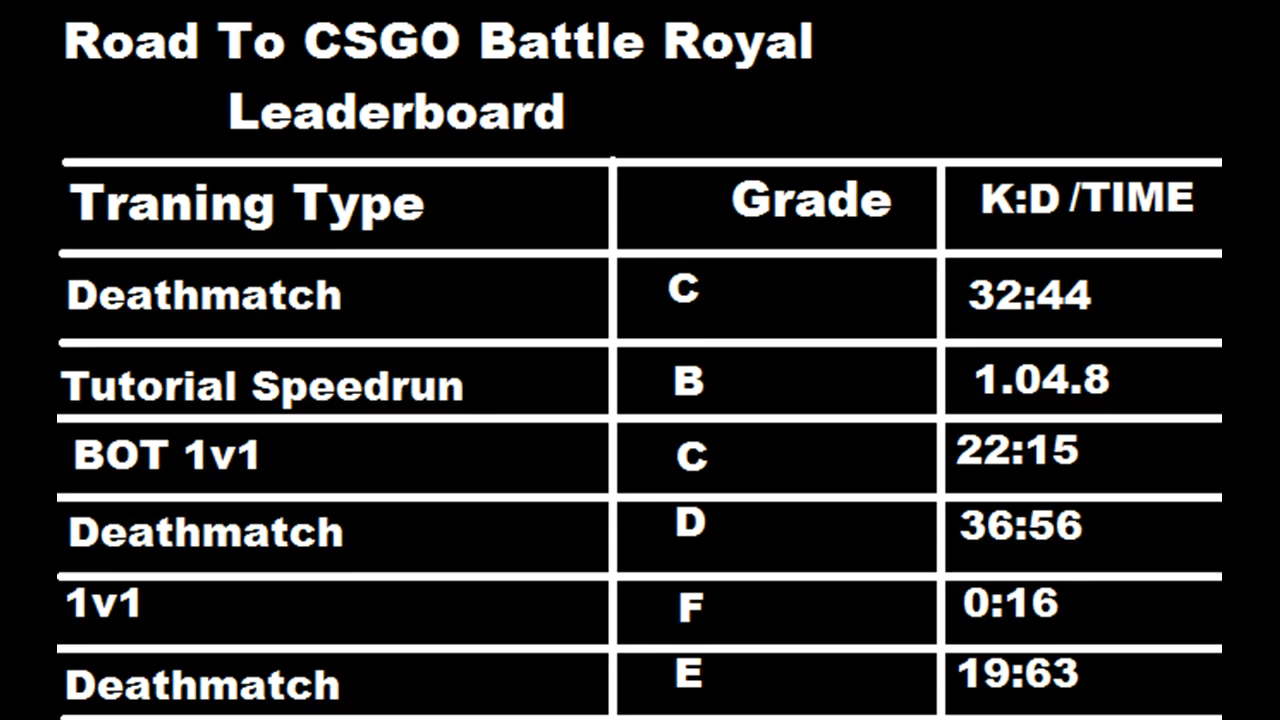 Road To CSGO Battle Royal
Leaderboard
Traning Type Grade K:D /TIME
Deathmatch C 32:44
Tutorial Speedrun B 1.04.8
BOT 1v1 C 22:15
Deathmatch D 36:56
1v1 F 0:16
Deathmatch E 19:63